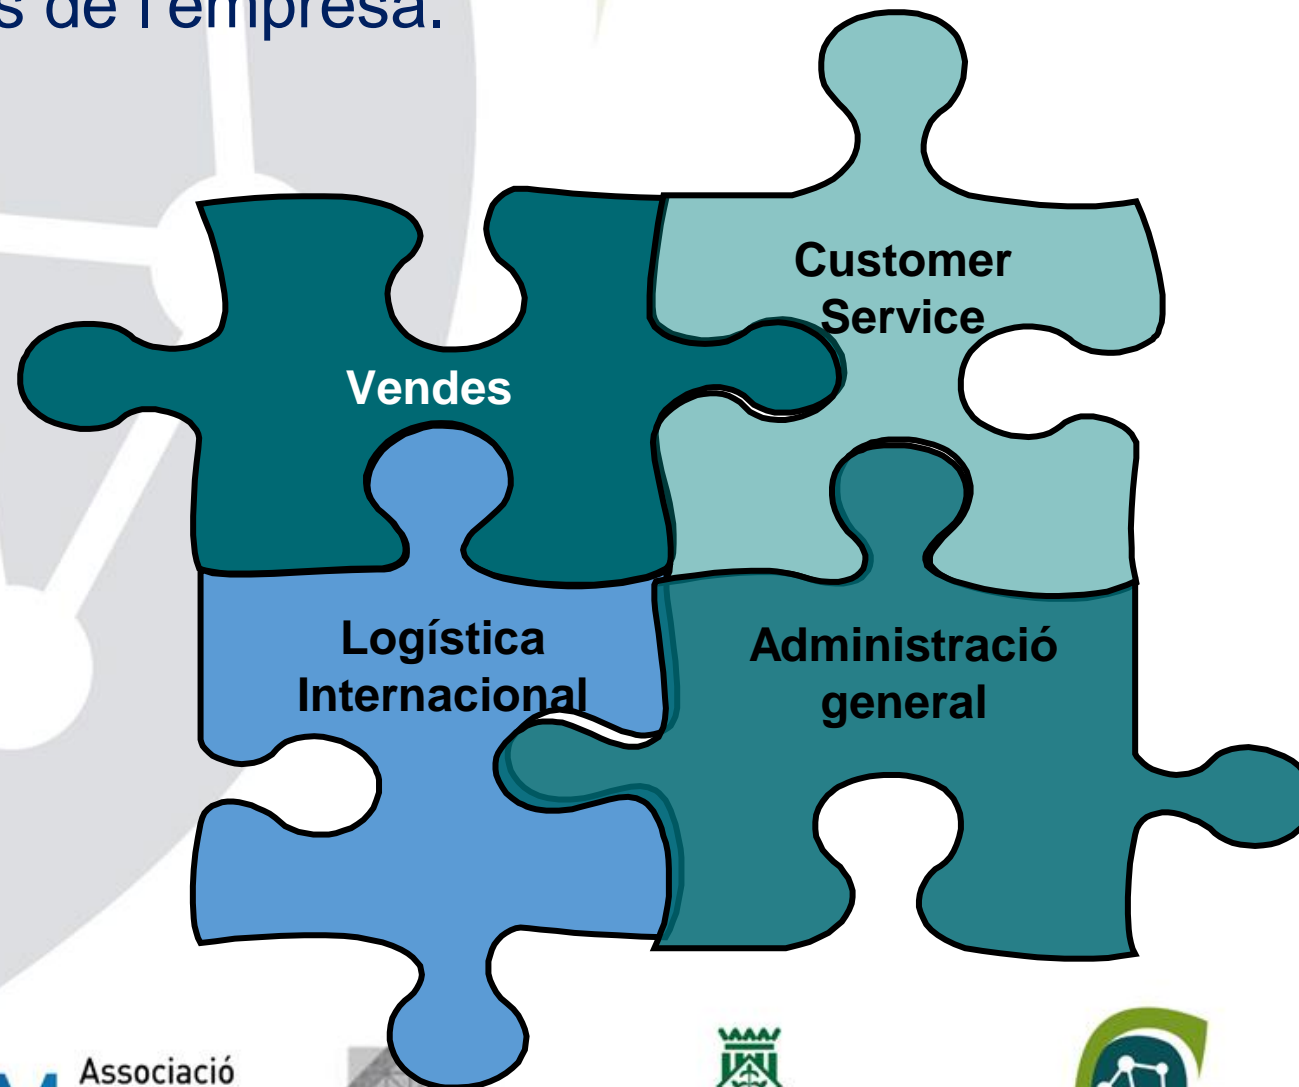 s de l'empresa.
Customer
Service
Vendes
Logística
Internacional
Administració
general
Associació
M